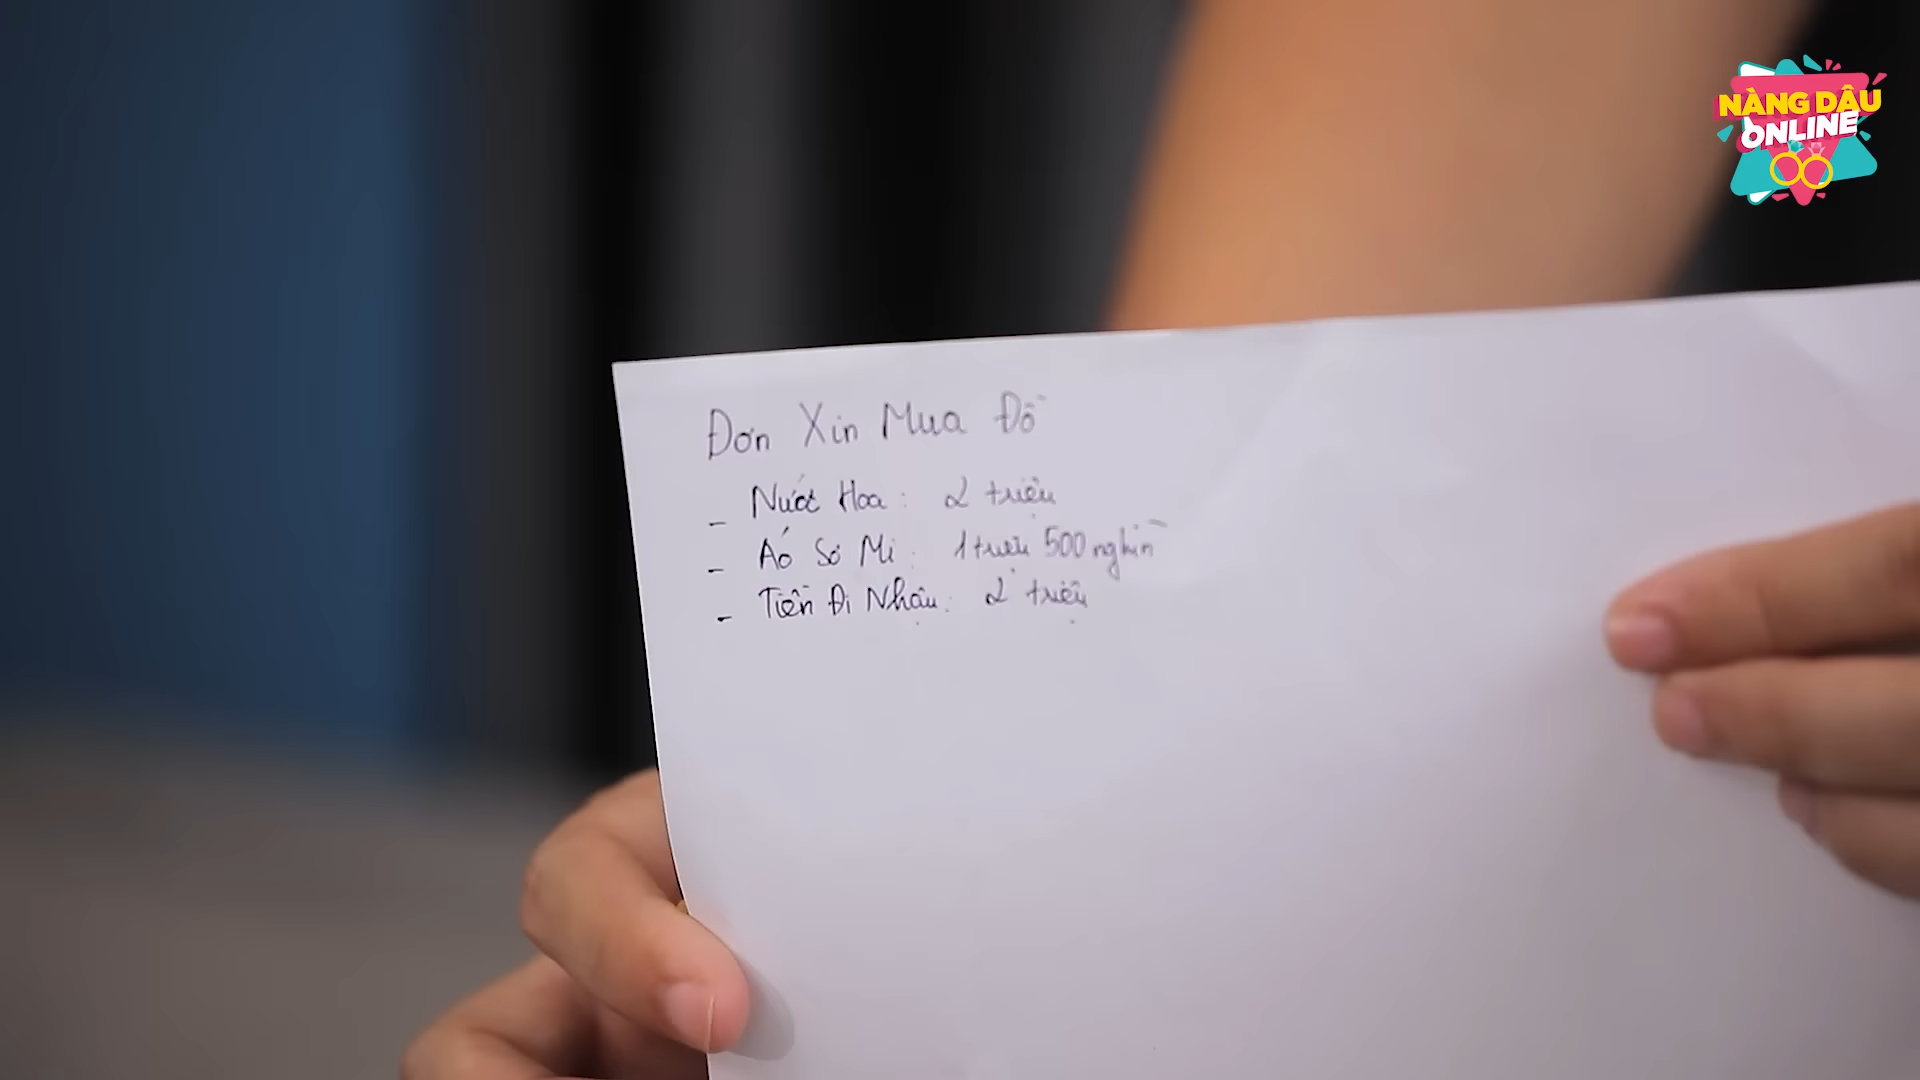 NÀNG DÂU
ONLINE
Đơn Xin Mua Đồ
- Nước Hoa: 2 triệu
- Áo Sơ Mi: 1 triệu 500 nghìn
- Tiền Đi Nhậu: 2 triệu